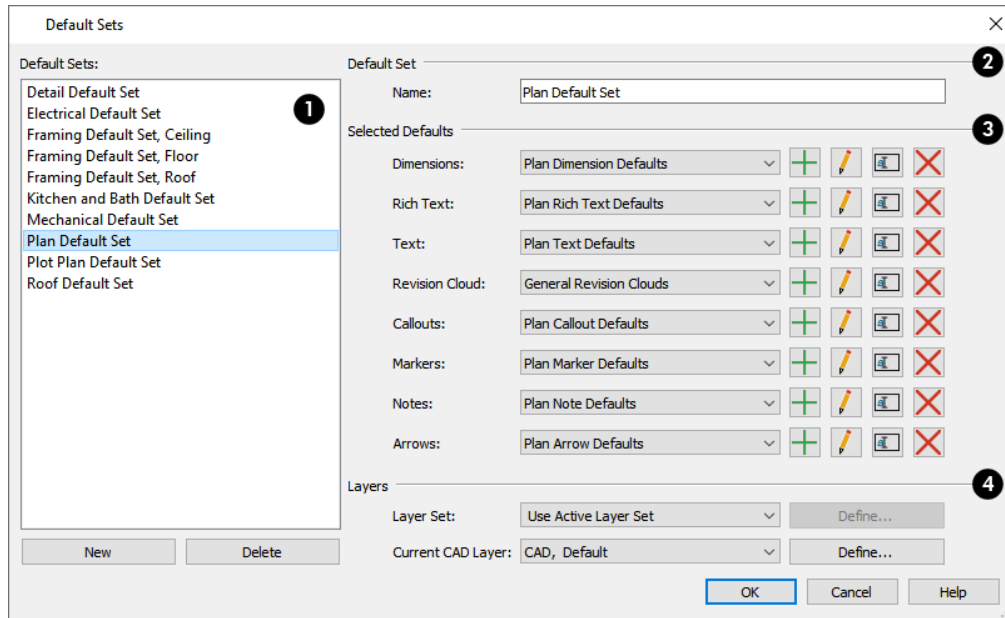 Default Sets
Default Sets:
1
Detail Default Set
Electrical Default Set
Framing Default Set, Ceiling
Framing Default Set, Floor
Framing Default Set, Roof
Kitchen and Bath Default Set
Mechanical Default Set
Plan Default Set
Plot Plan Default Set
Roof Default Set
New Delete
Default Set 2
Name: Plan Default Set
Selected Defaults 3
Dimensions: Plan Dimension Defaults
Rich Text: Plan Rich Text Defaults
Text: Plan Text Defaults
Revision Cloud: General Revision Clouds
Callouts: Plan Callout Defaults
Markers: Plan Marker Defaults
Notes: Plan Note Defaults
Arrows: Plan Arrow Defaults
Layers 4
Layer Set: Use Active Layer Set Define...
Current CAD Layer: CAD, Default Define...
OK Cancel Help